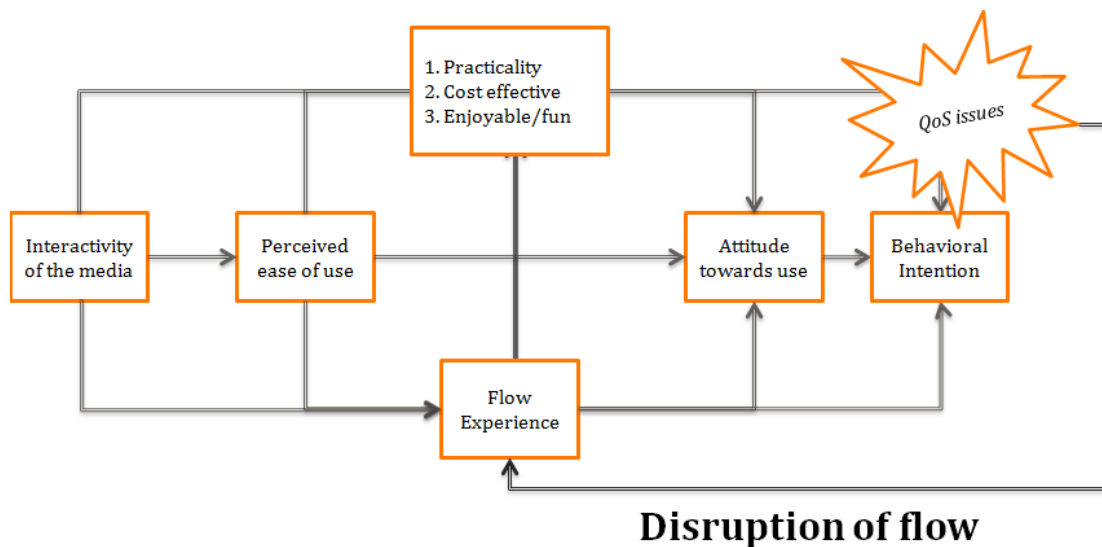 1. Practicality
2. Cost effective
3. Enjoyable/fun
QoS issues
Interactivity
of the media
Perceived
ease of use
Attitude
towards use
Behavioral
Intention
Flow
Experience
Disruption of flow